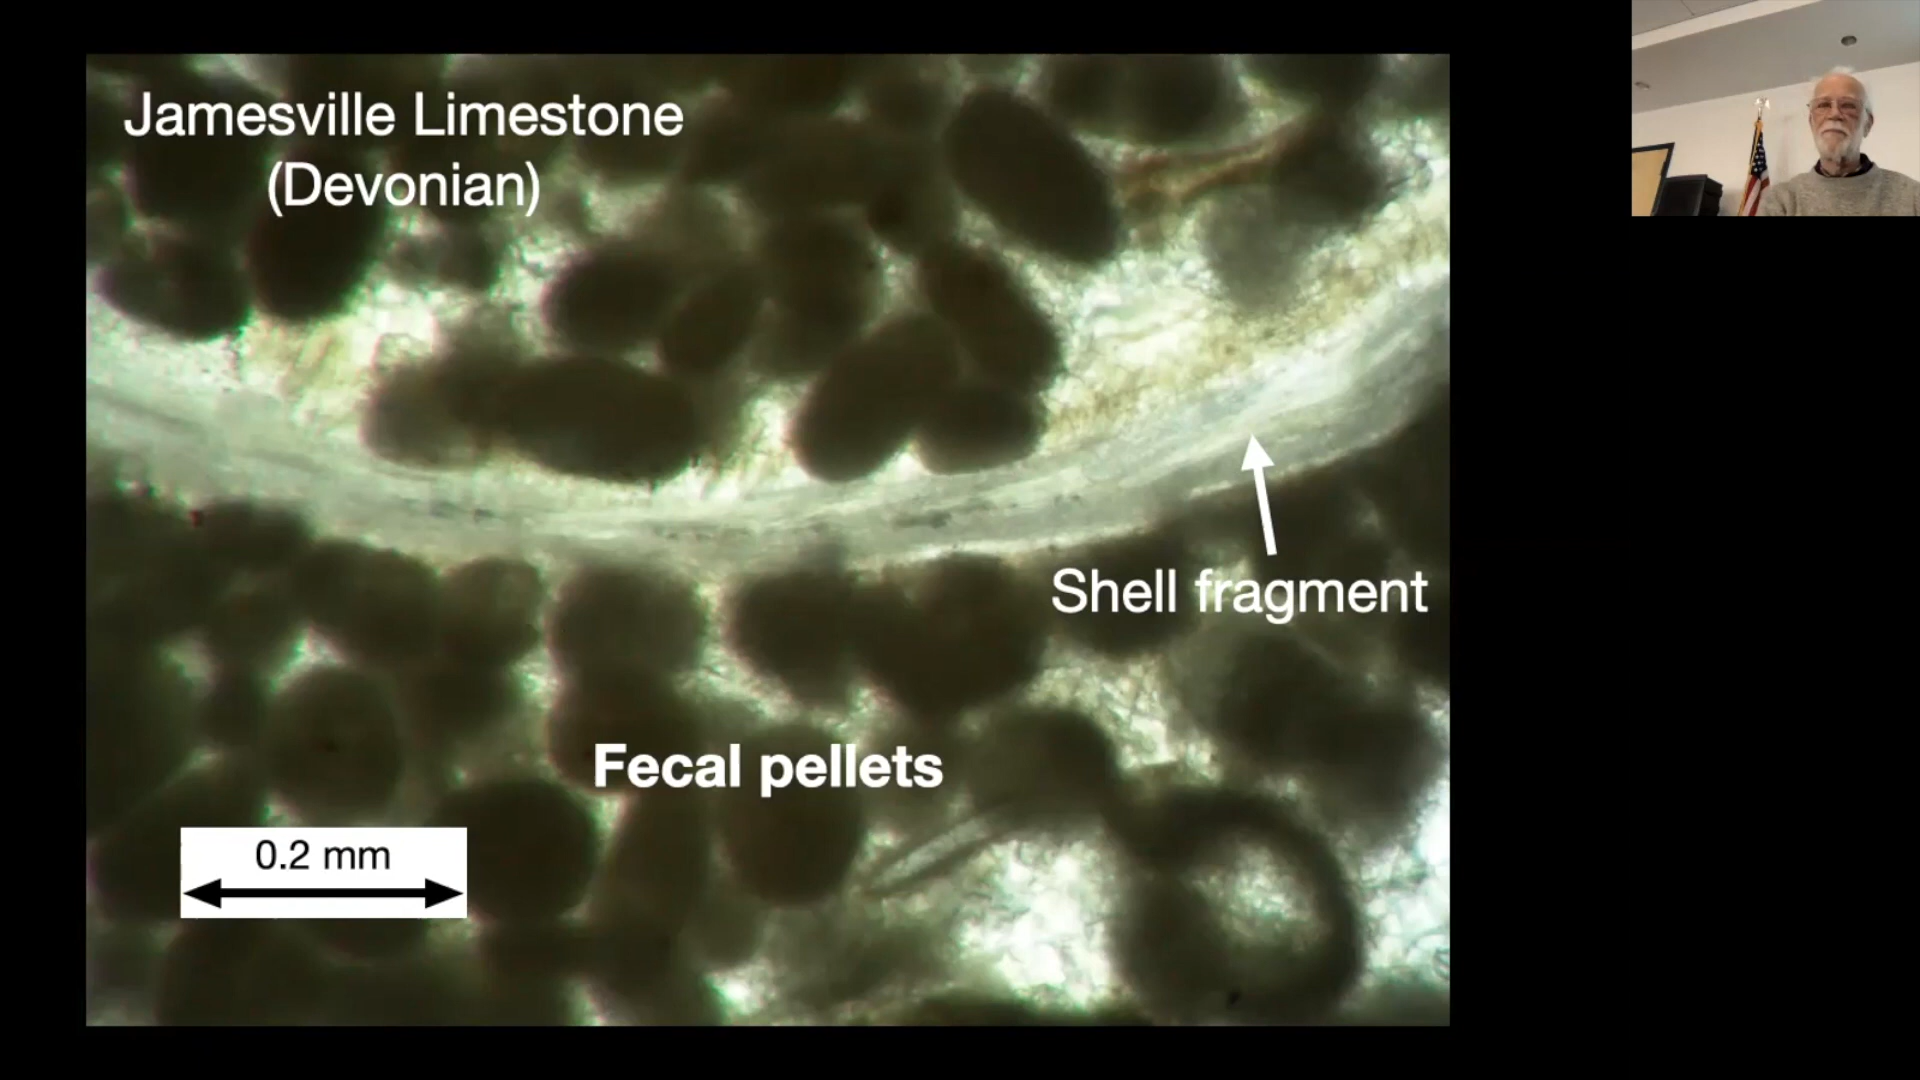 Jamesville Limestone
(Devonian)
Shell fragment
Fecal pellets
0.2 mm